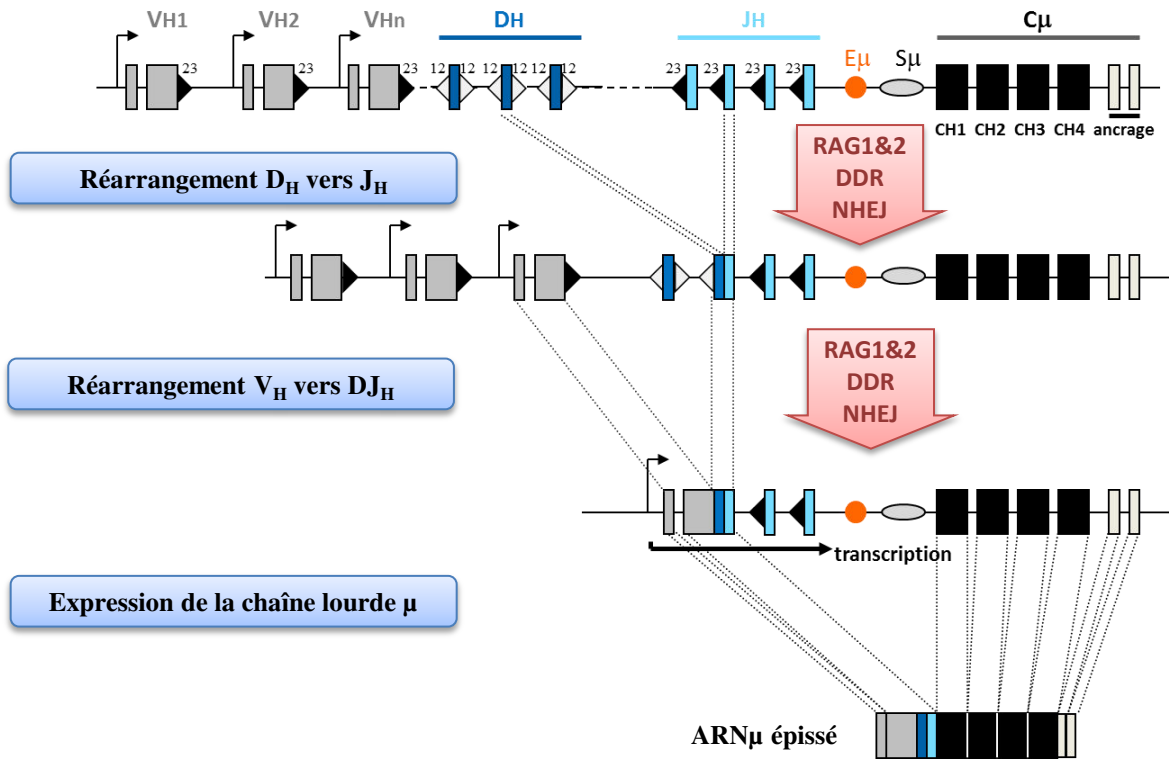 VH1 VH2 VHn DH JH Cμ
23 23 23 12 12 12 12 12 12 23 23 23 23 Eμ Sμ
CH1 CH2 CH3 CH4 ancrage
Réarrangement DH vers JH
RAG1&2
DDR
NHEJ
Réarrangement VH vers DJH
RAG1&2
DDR
NHEJ
transcription
Expression de la chaîne lourde μ
ARNμ épissé